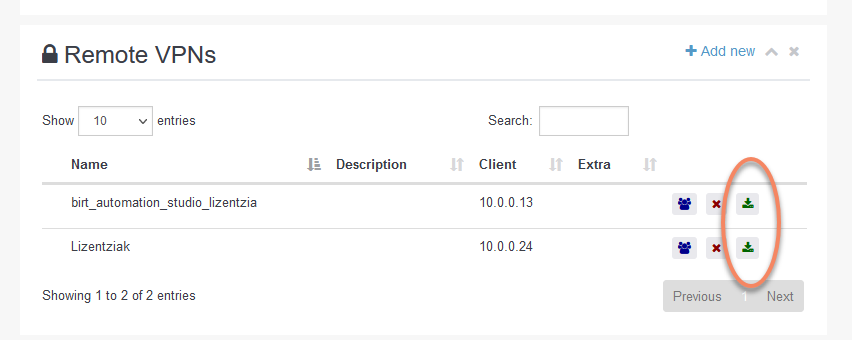 Remote VPNs
Add new
Show 10 entries
Search:
Name Description Client Extra
birt_automation_studio_lizentzia 10.0.0.13
Lizentziak 10.0.0.24
Showing 1 to 2 of 2 entries
Previous 1 Next